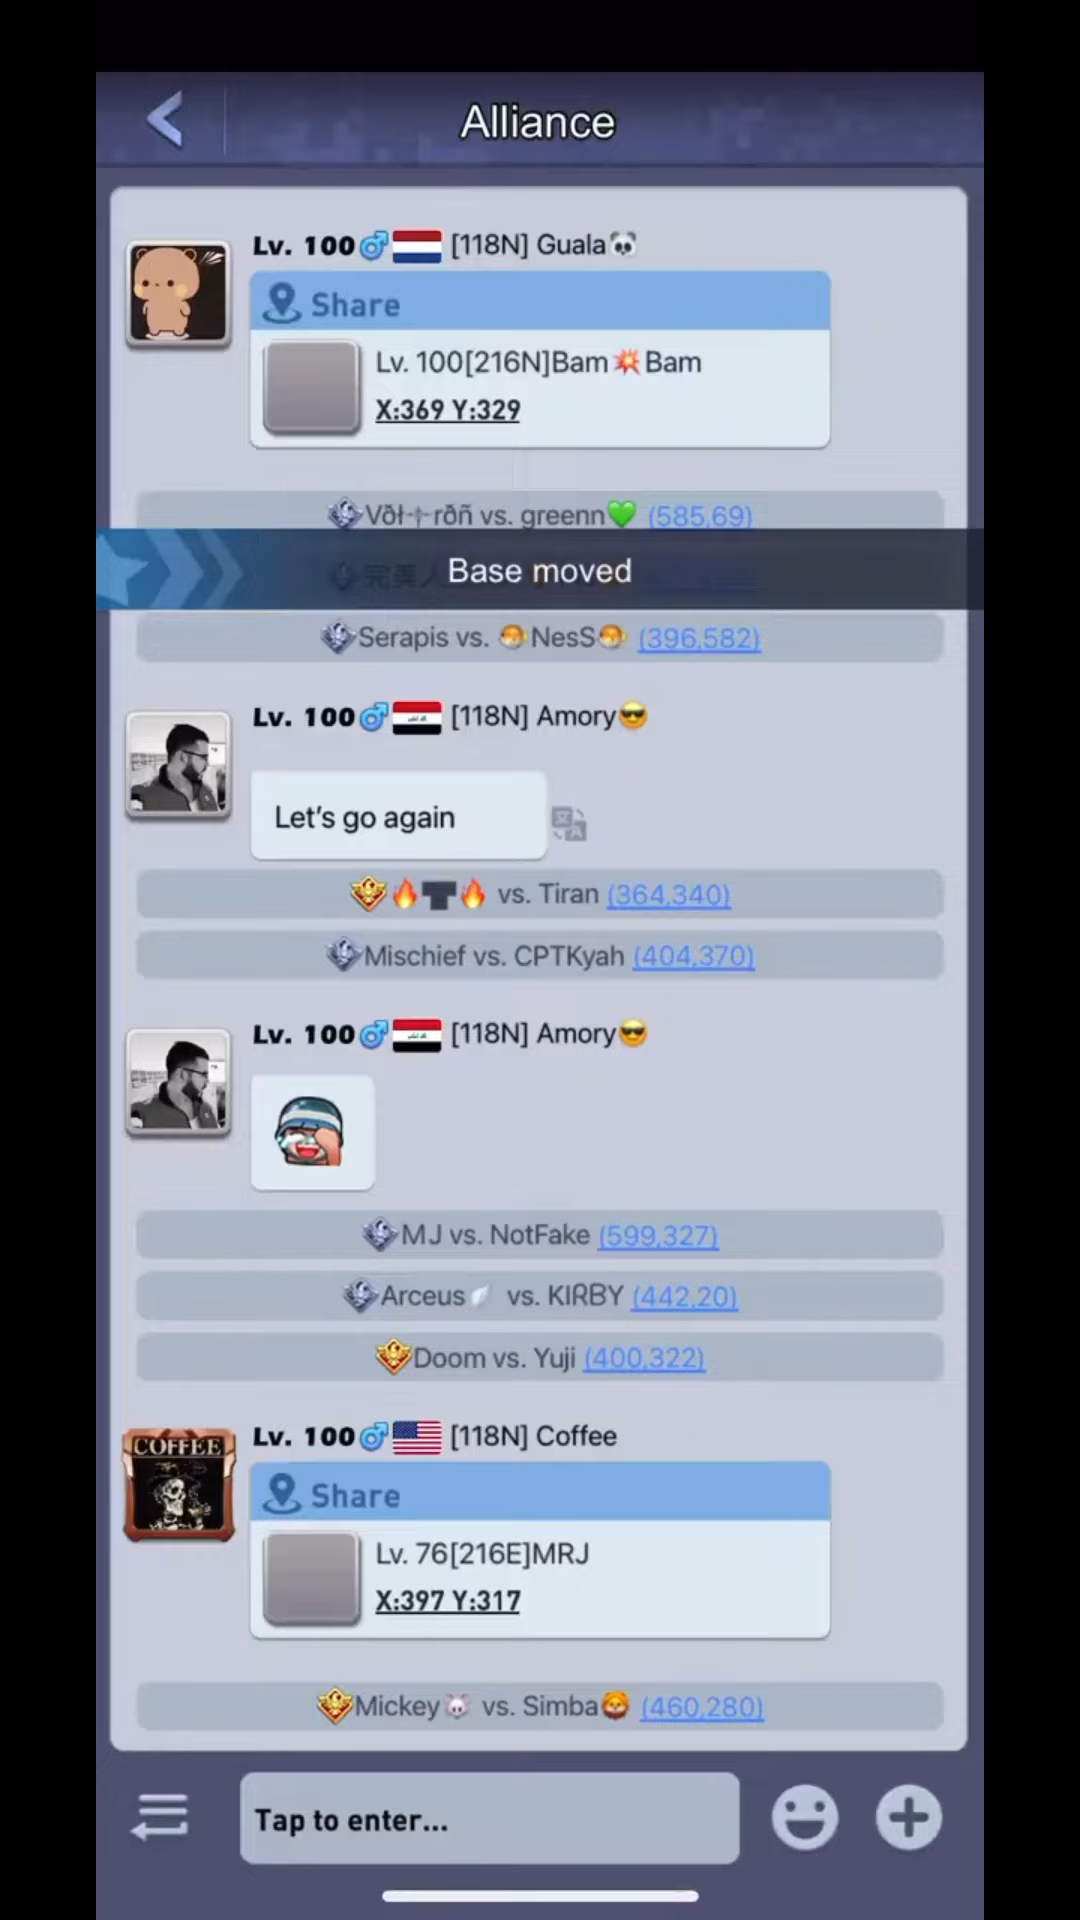 Alliance
Lv. 100 [118N] Guala🐼
Share
Lv. 100[216N]Bam💥Bam
X:369 Y:329
Vðł┼rðñ vs. greenn💚 (585,69)
Base moved
Serapis vs. 🐡NesS🐡 (396,582)
Lv. 100 [118N] Amory😎
Let's go again
🔥 🔥 vs. Tiran (364,340)
Mischief vs. CPTKyah (404,370)
Lv. 100 [118N] Amory😎
MJ vs. NotFake (599,327)
Arceus vs. KIRBY (442,20)
Doom vs. Yuji (400,322)
COFFEE
Lv. 100 [118N] Coffee
Share
Lv. 76[216E]MRJ
X:397 Y:317
Mickey🐭 vs. Simba🦁 (460,280)
Tap to enter...